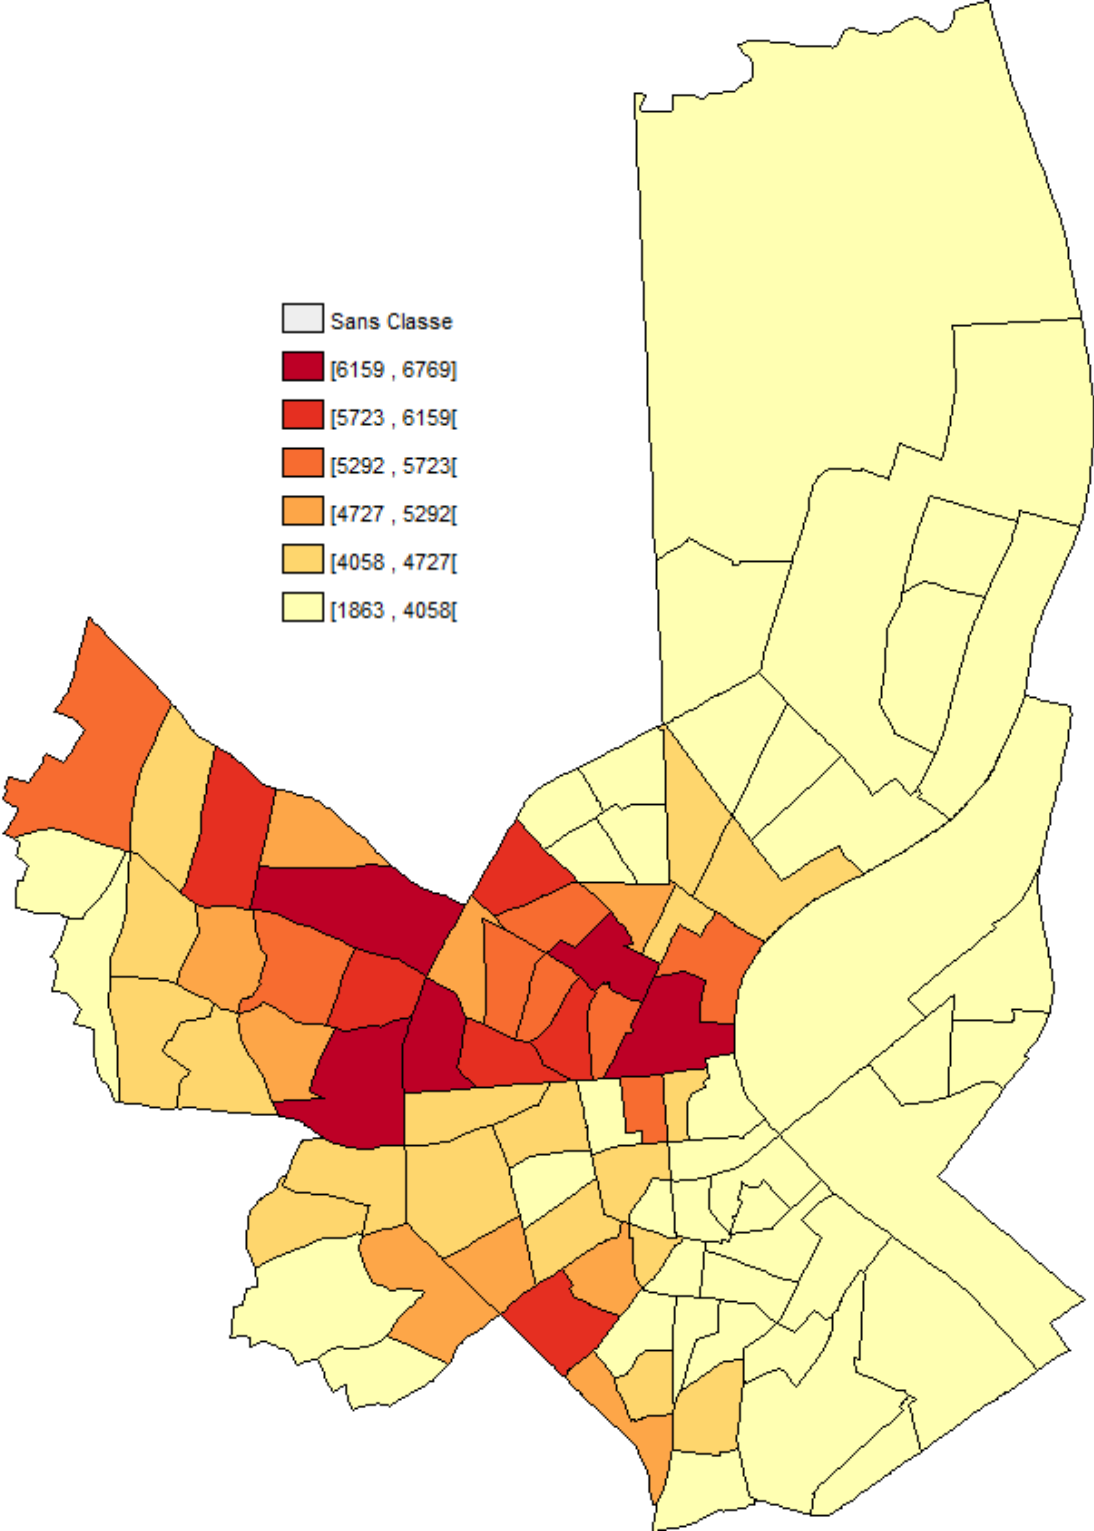 Sans Classe
[6159 , 6769]
[5723 , 6159[
[5292 , 5723[
[4727 , 5292[
[4058 , 4727[
[1863 , 4058[